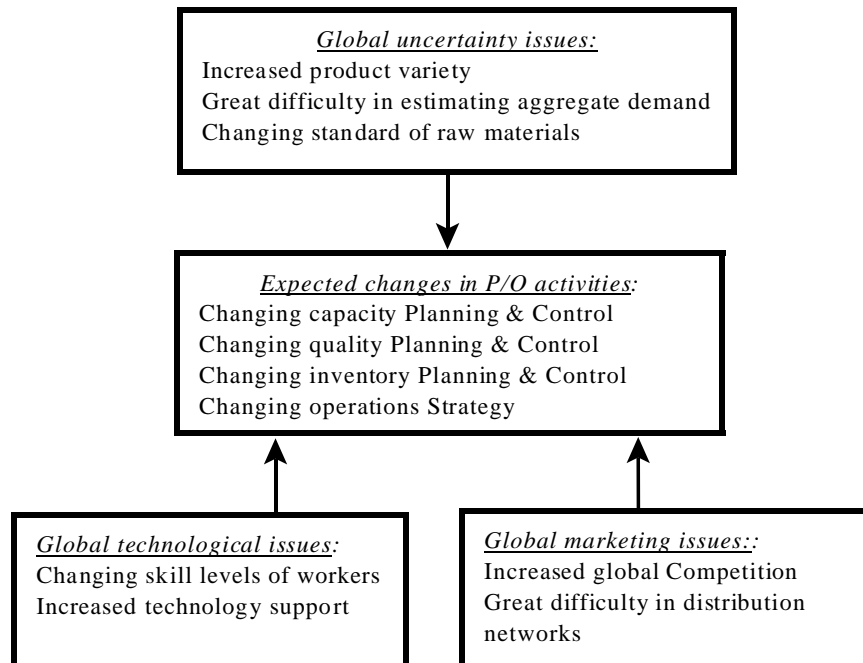 Global uncertainty issues:
Increased product variety
Great difficulty in estimating aggregate demand
Changing standard of raw materials
Expected changes in P/O activities:
Changing capacity Planning & Control
Changing quality Planning & Control
Changing inventory Planning & Control
Changing operations Strategy
Global technological issues:
Changing skill levels of workers
Increased technology support
Global marketing issues::
Increased global Competition
Great difficulty in distribution
networks